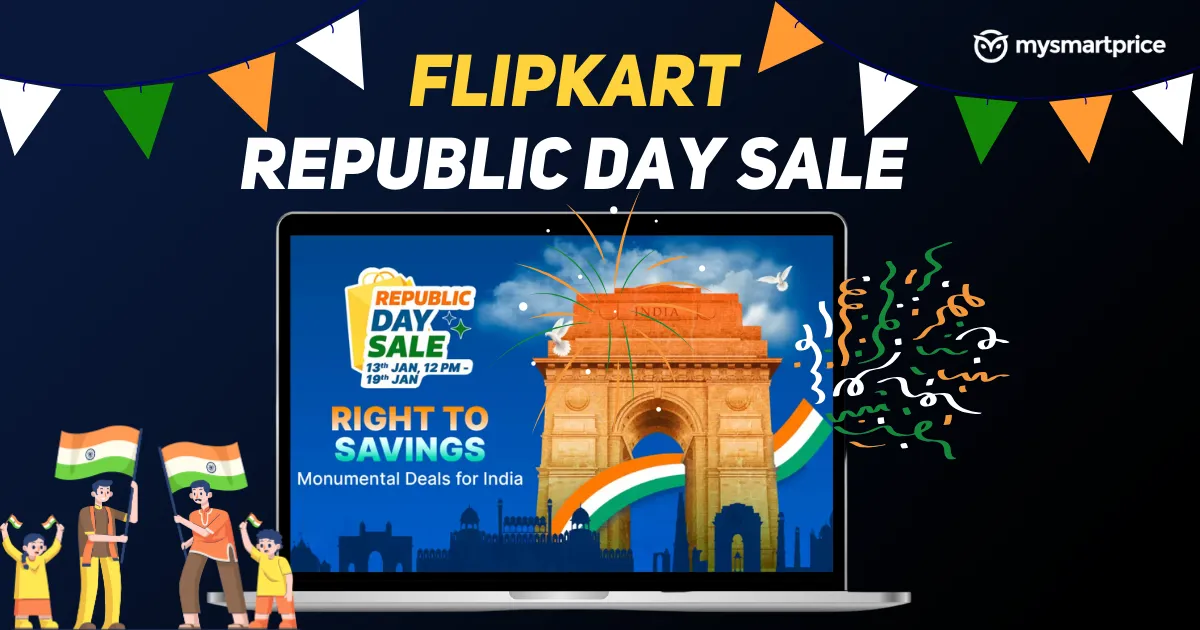 mysmartprice
FLIPKART
REPUBLIC DAY SALE
REPUBLIC
DAY
SALE
13th JAN, 12 PM -
19th JAN
RIGHT TO
SAVINGS
Monumental Deals for India
INDIA